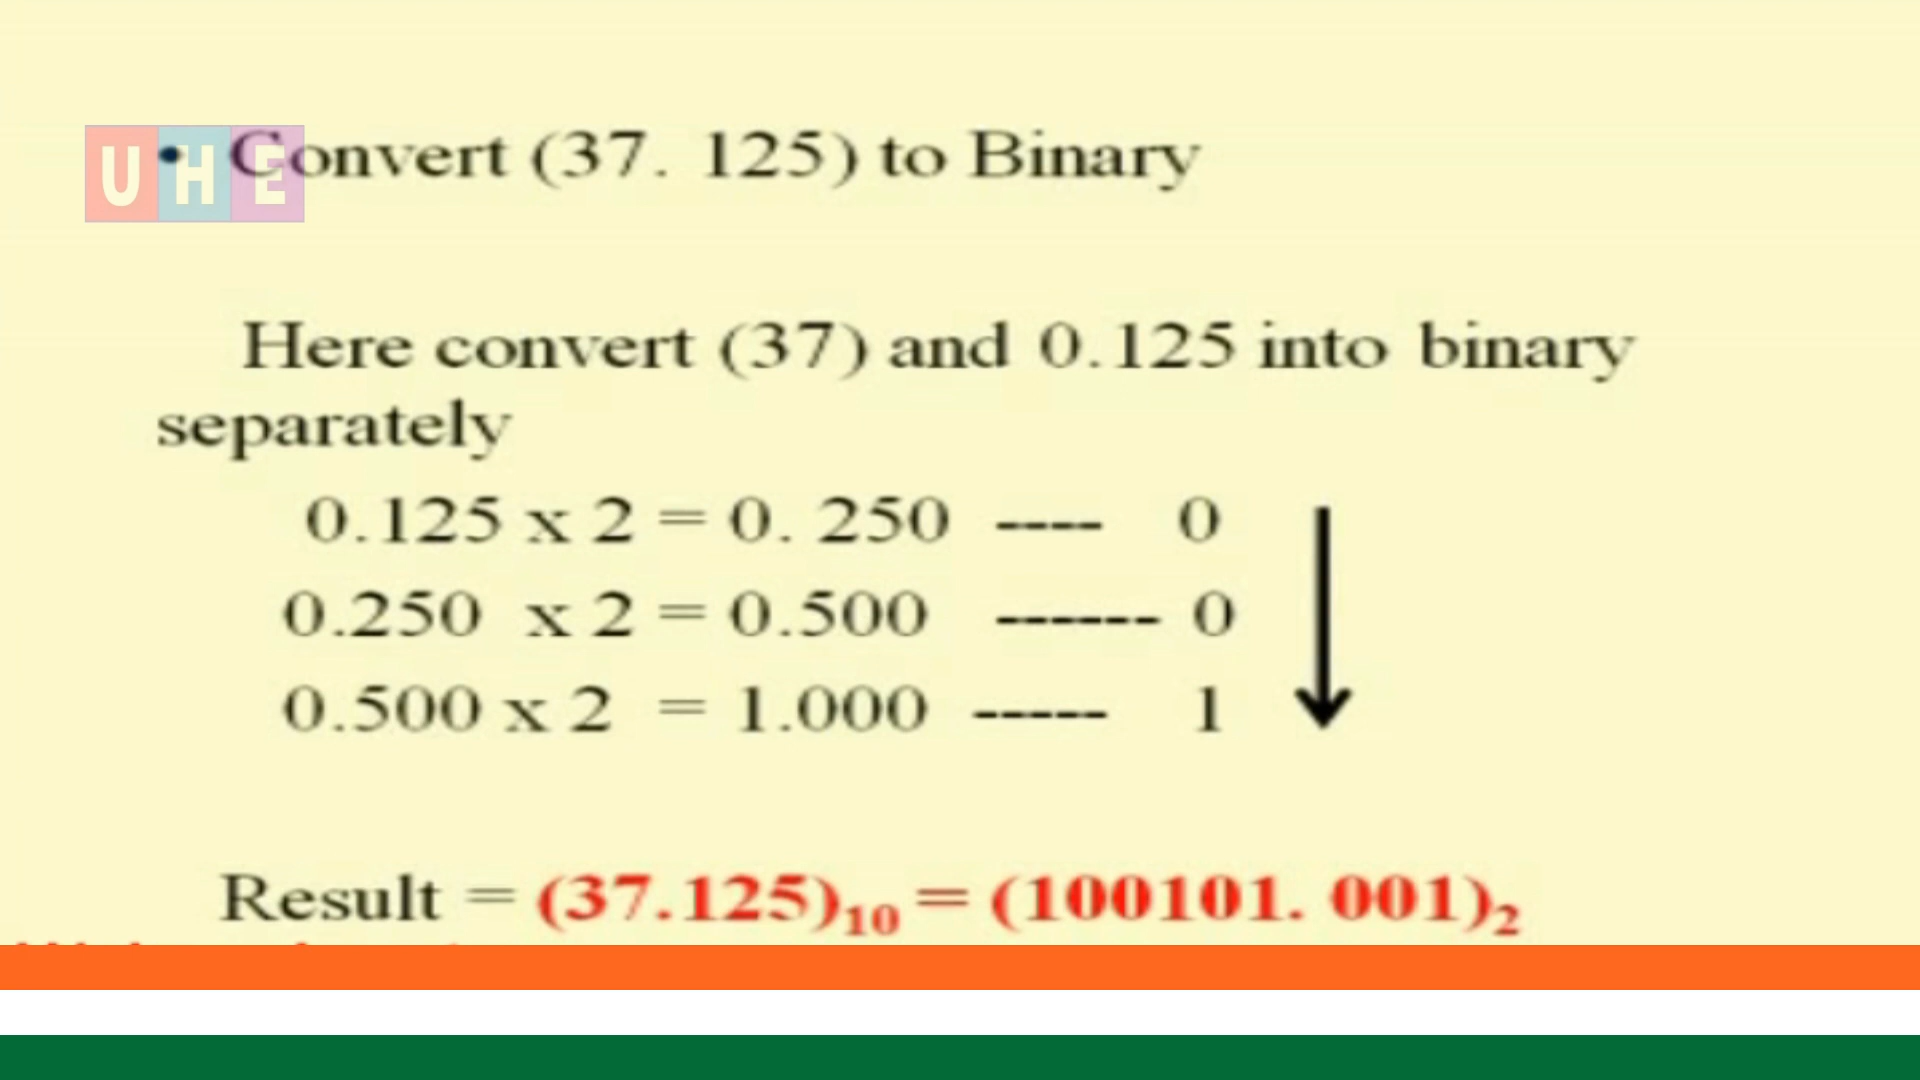 UHE
• Convert (37. 125) to Binary
Here convert (37) and 0.125 into binary
separately
0.125 x 2 = 0. 250 ---- 0
0.250 x 2 = 0.500 ------ 0
0.500 x 2 = 1.000 ----- 1
Result = (37.125)10 = (100101. 001)2